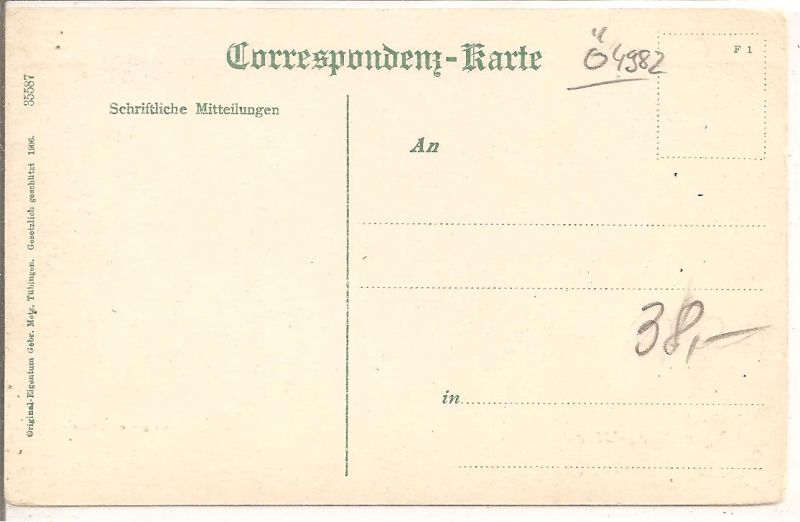 Correspondenz-Karte
Ö4982
F 1
Schriftliche Mitteilungen
An
38,-
in
Original-Eigentum Gebr. Metz, Tübingen. Gesetzlich geschützt 1906. 35587